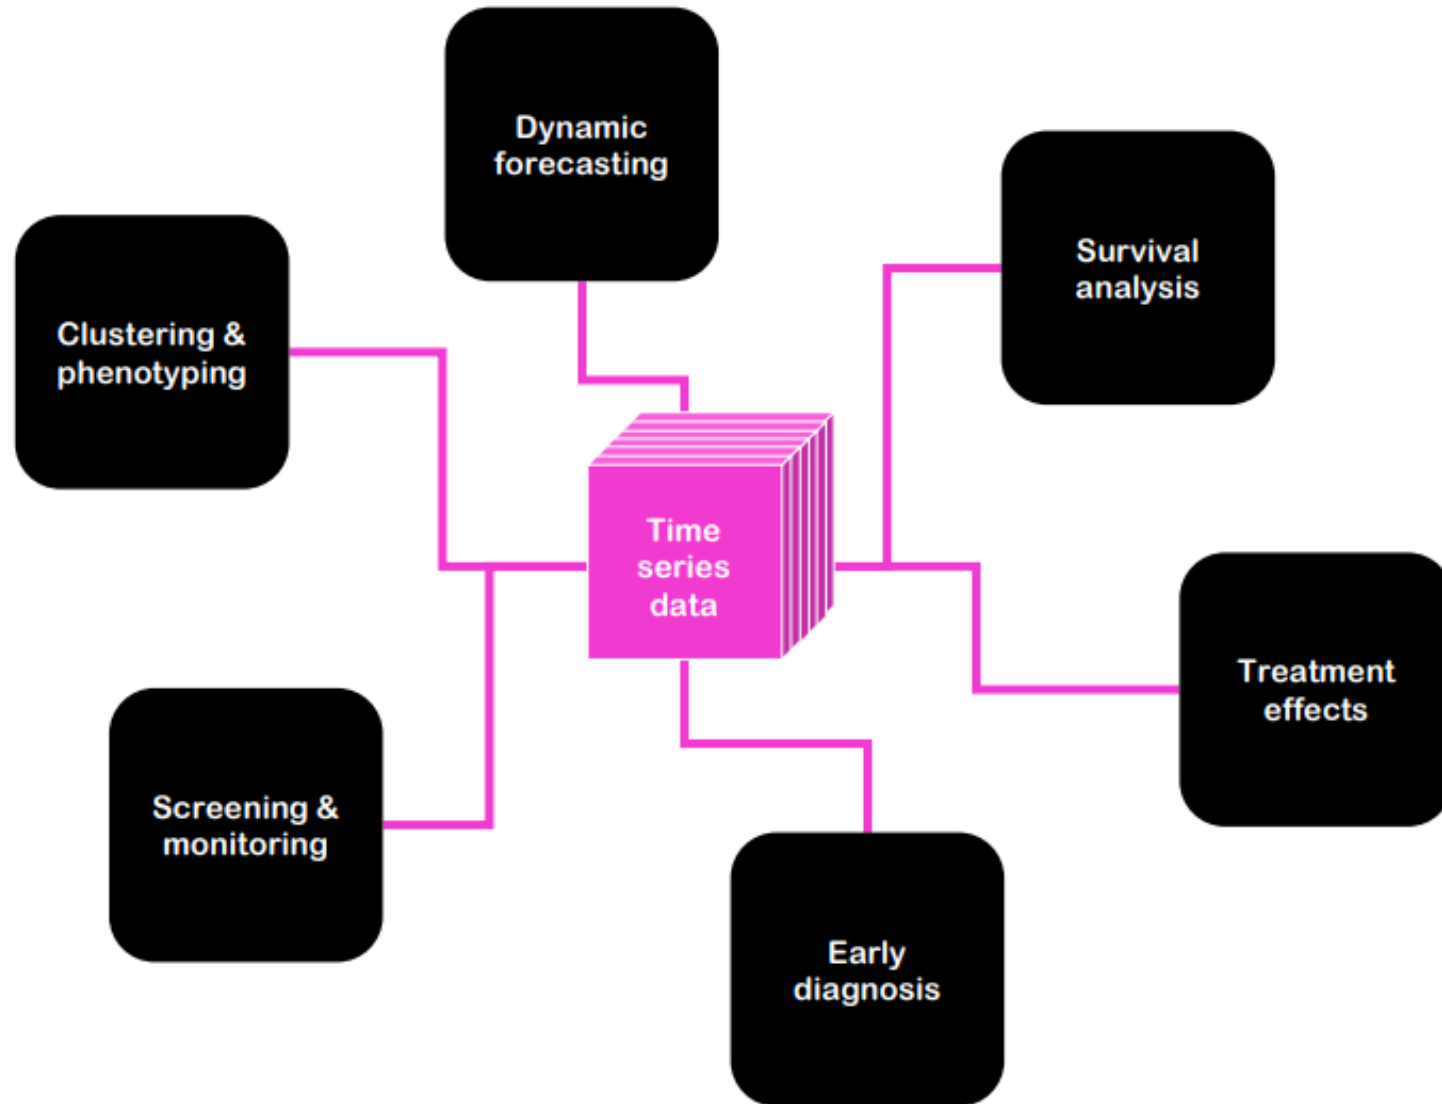 Dynamic
forecasting
Survival
analysis
Clustering &
phenotyping
Time
series
data
Treatment
effects
Screening &
monitoring
Early
diagnosis